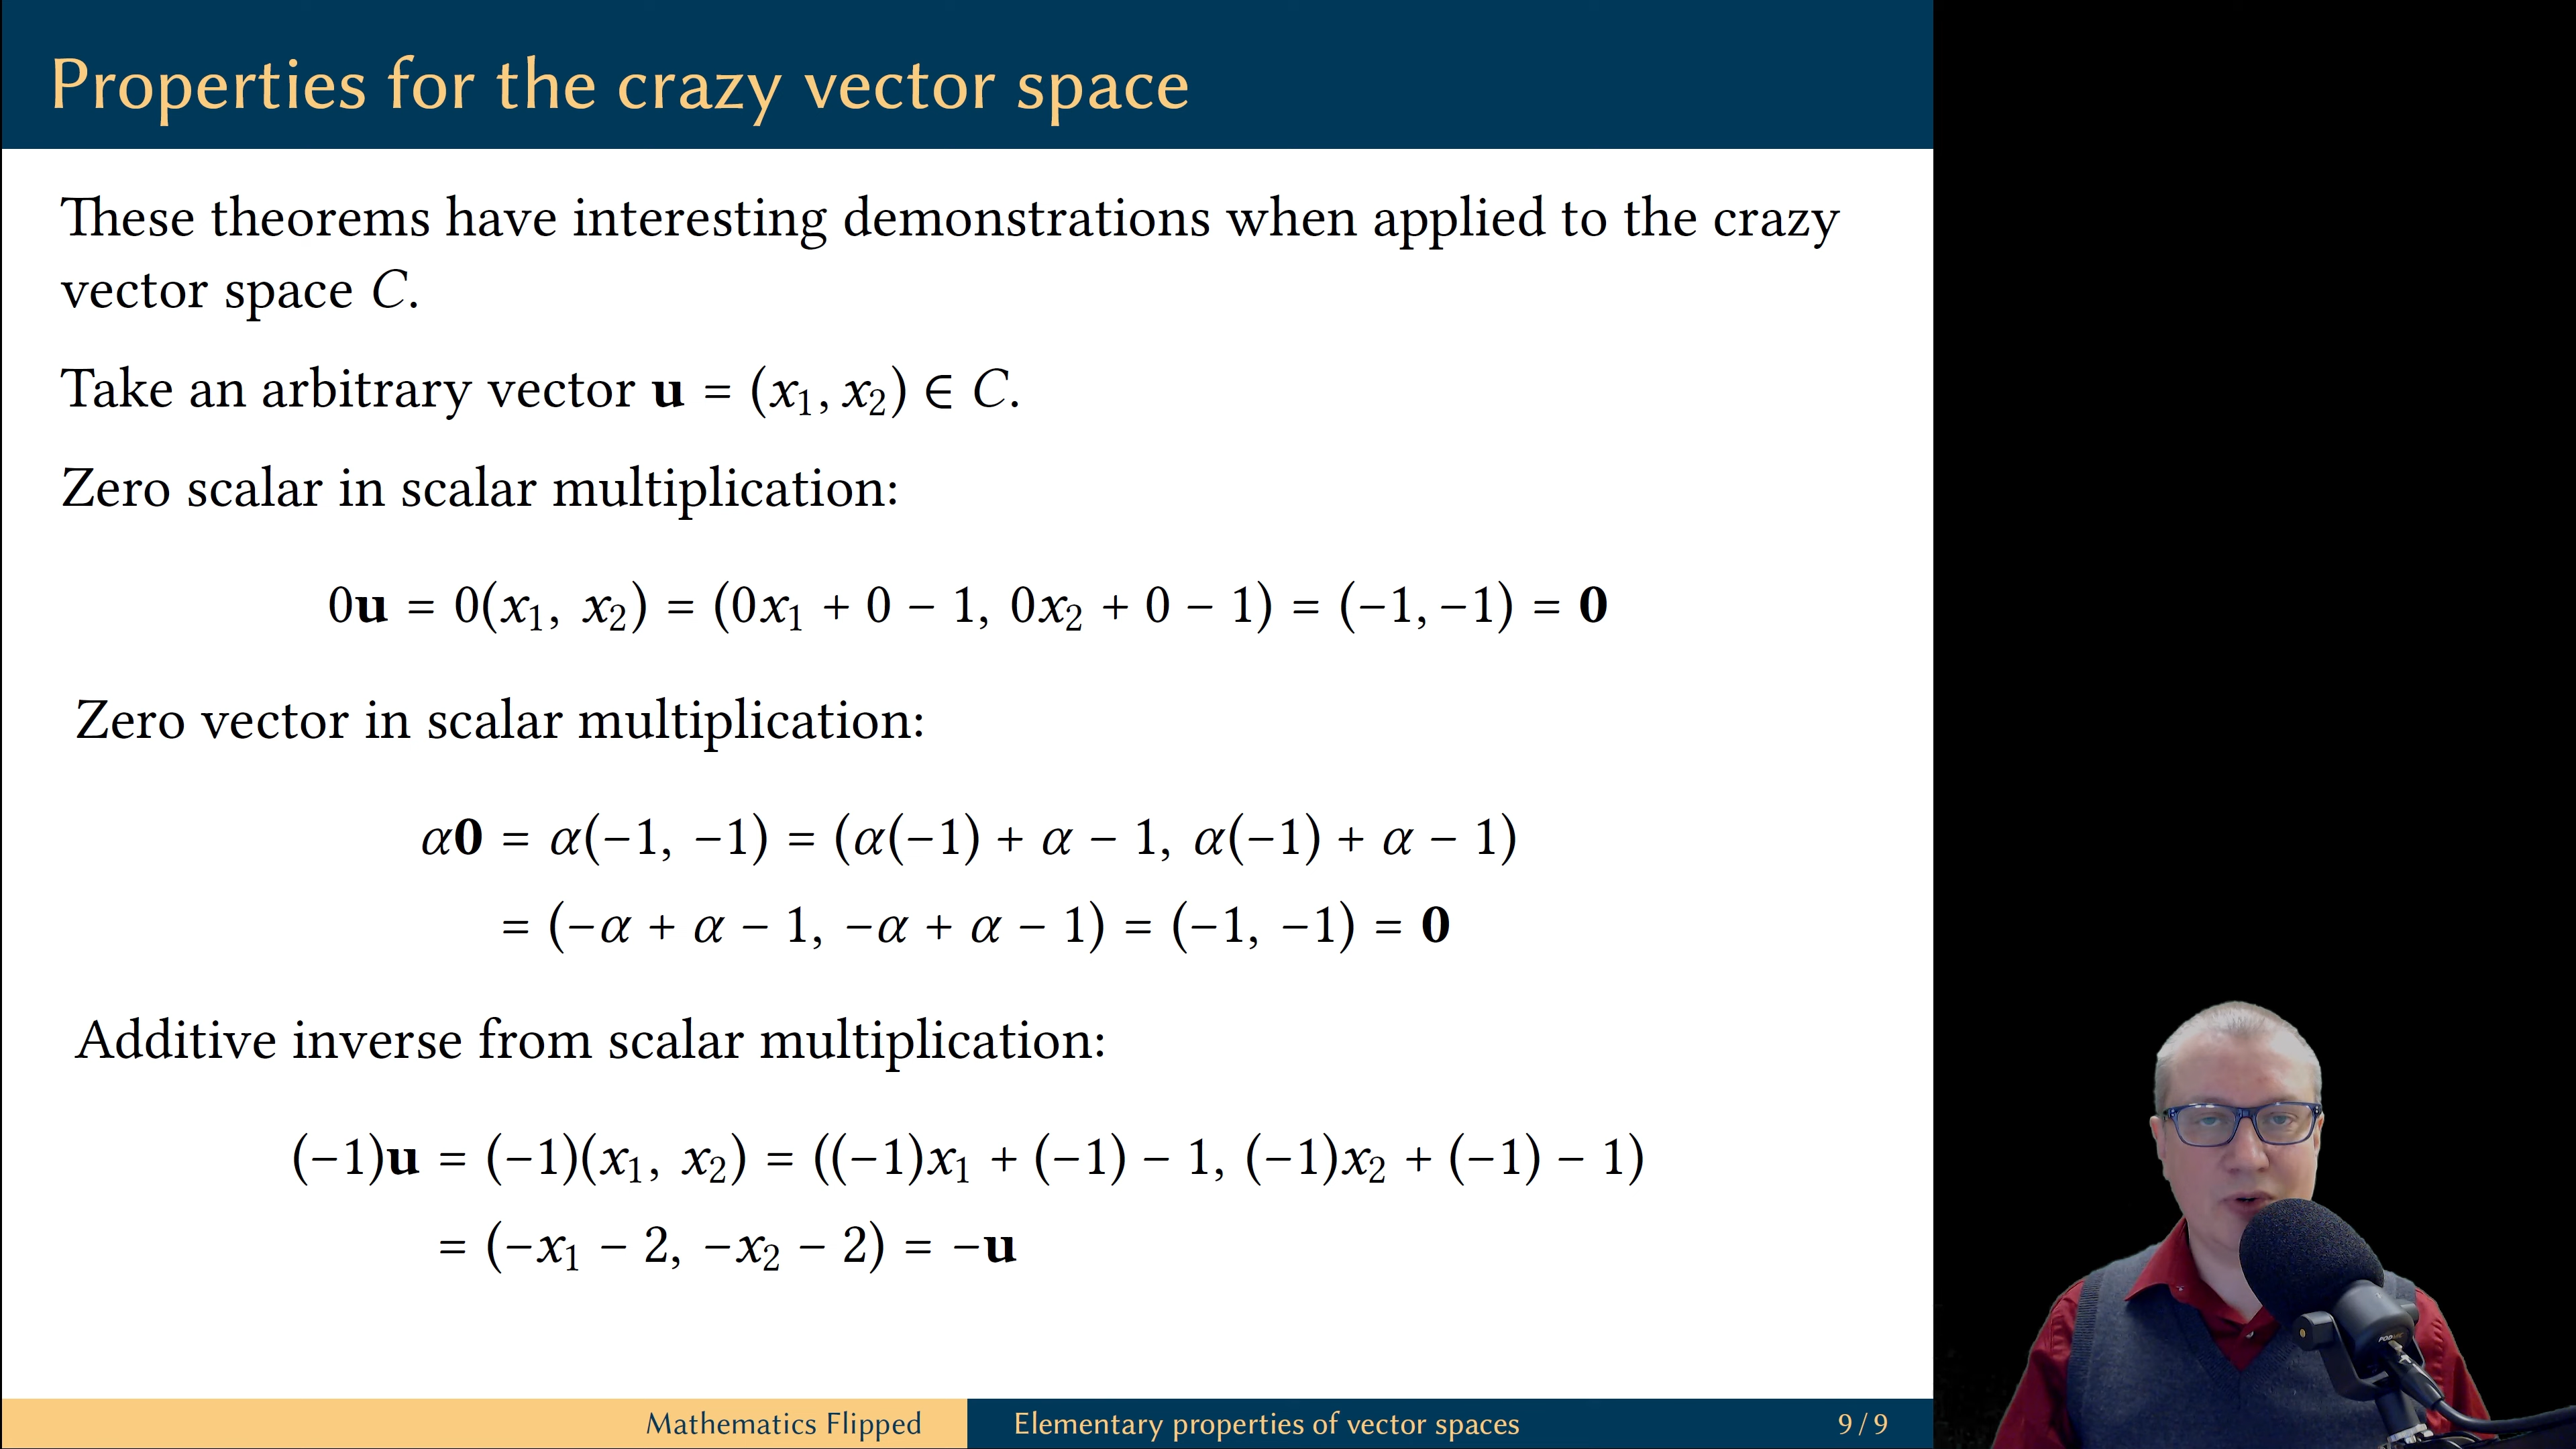 Properties for the crazy vector space
These theorems have interesting demonstrations when applied to the crazy
vector space C.
Take an arbitrary vector u = (x₁, x₂) ∈ C.
Zero scalar in scalar multiplication:
0u = 0(x₁, x₂) = (0x₁ + 0 − 1, 0x₂ + 0 − 1) = (−1, −1) = 0
Zero vector in scalar multiplication:
α0 = α(−1, −1) = (α(−1) + α − 1, α(−1) + α − 1)
= (−α + α − 1, −α + α − 1) = (−1, −1) = 0
Additive inverse from scalar multiplication:
(−1)u = (−1)(x₁, x₂) = ((−1)x₁ + (−1) − 1, (−1)x₂ + (−1) − 1)
= (−x₁ − 2, −x₂ − 2) = −u
Mathematics Flipped
Elementary properties of vector spaces
9 / 9